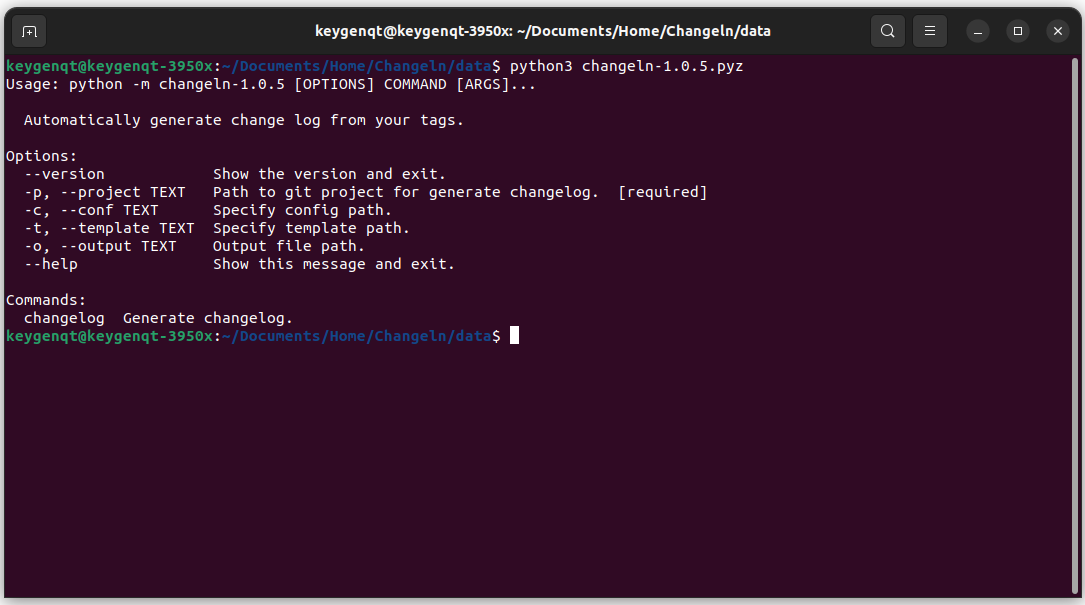 keygenqt@keygenqt-3950x: ~/Documents/Home/Changeln/data
keygenqt@keygenqt-3950x:~/Documents/Home/Changeln/data$ python3 changeln-1.0.5.pyz
Usage: python -m changeln-1.0.5 [OPTIONS] COMMAND [ARGS]...
Automatically generate change log from your tags.
Options:
--version Show the version and exit.
-p, --project TEXT Path to git project for generate changelog. [required]
-c, --conf TEXT Specify config path.
-t, --template TEXT Specify template path.
-o, --output TEXT Output file path.
--help Show this message and exit.
Commands:
changelog Generate changelog.
keygenqt@keygenqt-3950x:~/Documents/Home/Changeln/data$